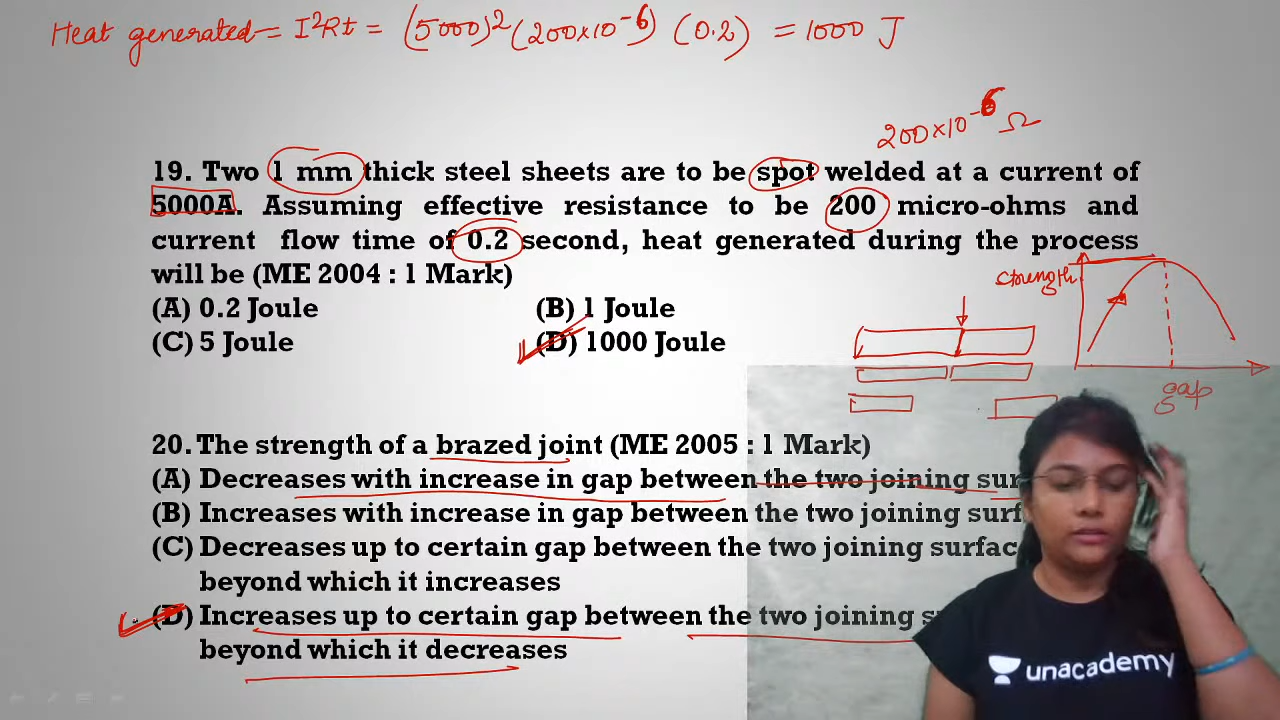 Heat generated = I²Rt = (5000)² (200×10⁻⁶) (0.2) = 1000 J
200×10⁻⁶ Ω
19. Two 1 mm thick steel sheets are to be spot welded at a current of
5000A. Assuming effective resistance to be 200 micro-ohms and
current flow time of 0.2 second, heat generated during the process
will be (ME 2004 : 1 Mark)
(A) 0.2 Joule (B) 1 Joule
(C) 5 Joule (D) 1000 Joule
strength
gap
20. The strength of a brazed joint (ME 2005 : 1 Mark)
(A) Decreases with increase in gap between the two joining
(B) Increases with increase in gap between the two joining
(C) Decreases up to certain gap between the two joining
beyond which it increases
(D) Increases up to certain gap between the two joining
beyond which it decreases
unacademy